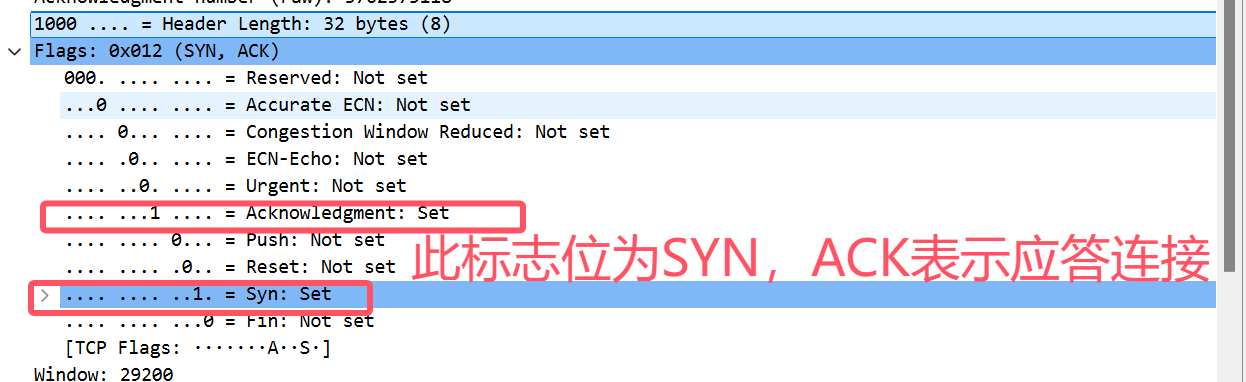 1000 .... = Header Length: 32 bytes (8)
Flags: 0x012 (SYN, ACK)
000. .... .... = Reserved: Not set
...0 .... .... = Accurate ECN: Not set
.... 0... .... = Congestion Window Reduced: Not set
.... .0.. .... = ECN-Echo: Not set
.... ..0. .... = Urgent: Not set
.... ...1 .... = Acknowledgment: Set
.... .... 0... = Push: Not set
此标志位为SYN，ACK表示应答连接
.... .... .0.. = Reset: Not set
.... .... ..1. = Syn: Set
.... .... ...0 = Fin: Not set
[TCP Flags: ·······A··S·]
Window: 29200